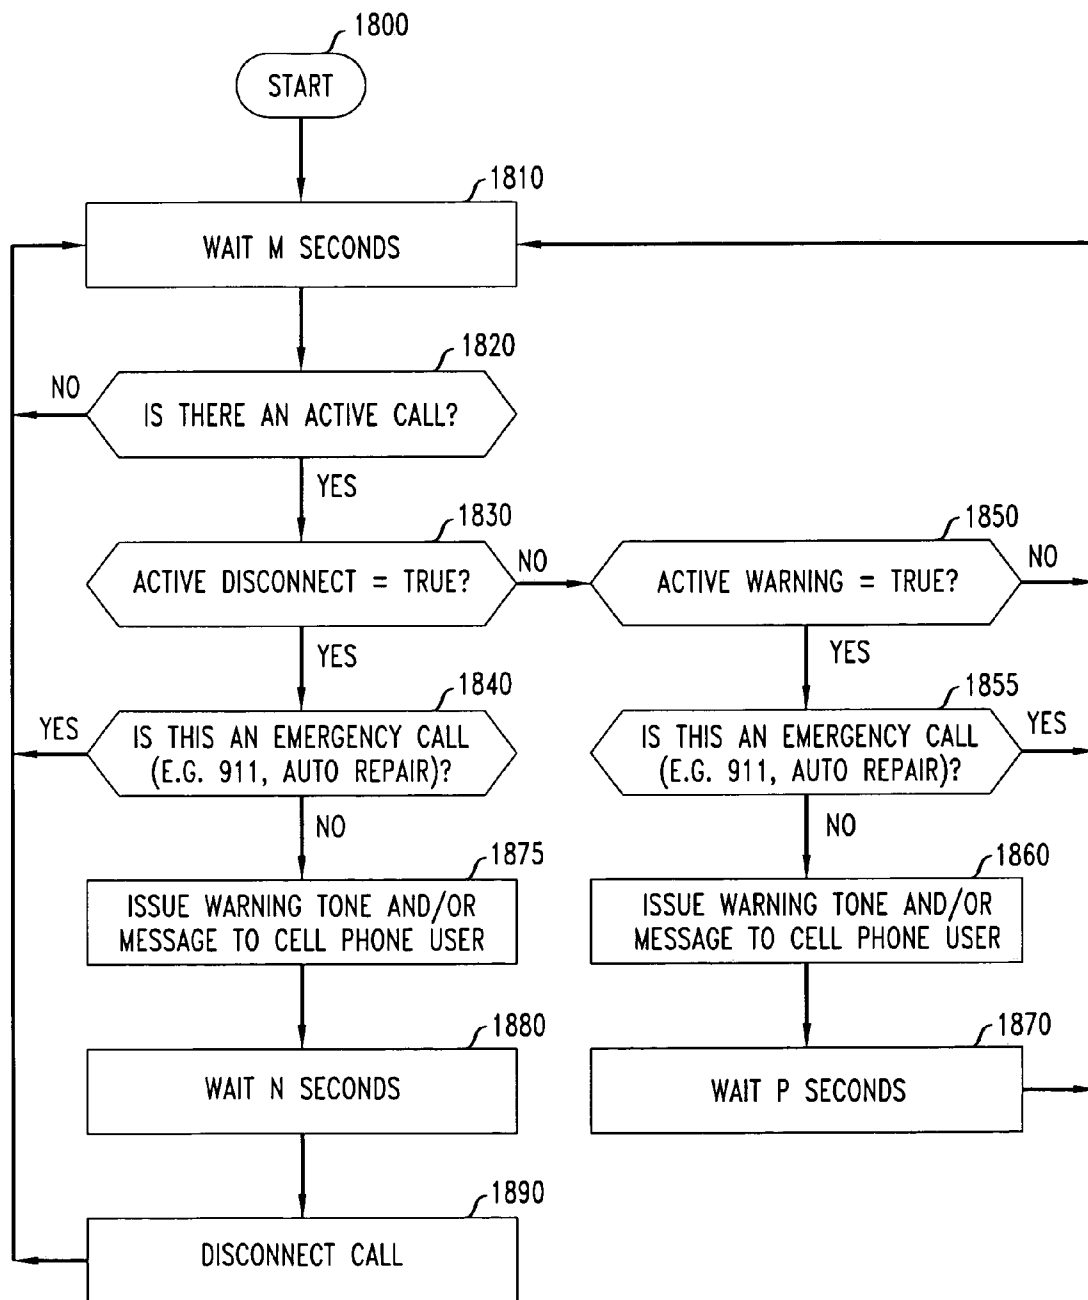 1800
START
1810
WAIT M SECONDS
1820
NO
IS THERE AN ACTIVE CALL?
YES
1830
ACTIVE DISCONNECT = TRUE?
NO
1850
ACTIVE WARNING = TRUE?
NO
YES
YES
1840
YES
IS THIS AN EMERGENCY CALL
(E.G. 911, AUTO REPAIR)?
1855
IS THIS AN EMERGENCY CALL
(E.G. 911, AUTO REPAIR)?
YES
NO
NO
1875
ISSUE WARNING TONE AND/OR
MESSAGE TO CELL PHONE USER
1860
ISSUE WARNING TONE AND/OR
MESSAGE TO CELL PHONE USER
1880
WAIT N SECONDS
1870
WAIT P SECONDS
1890
DISCONNECT CALL